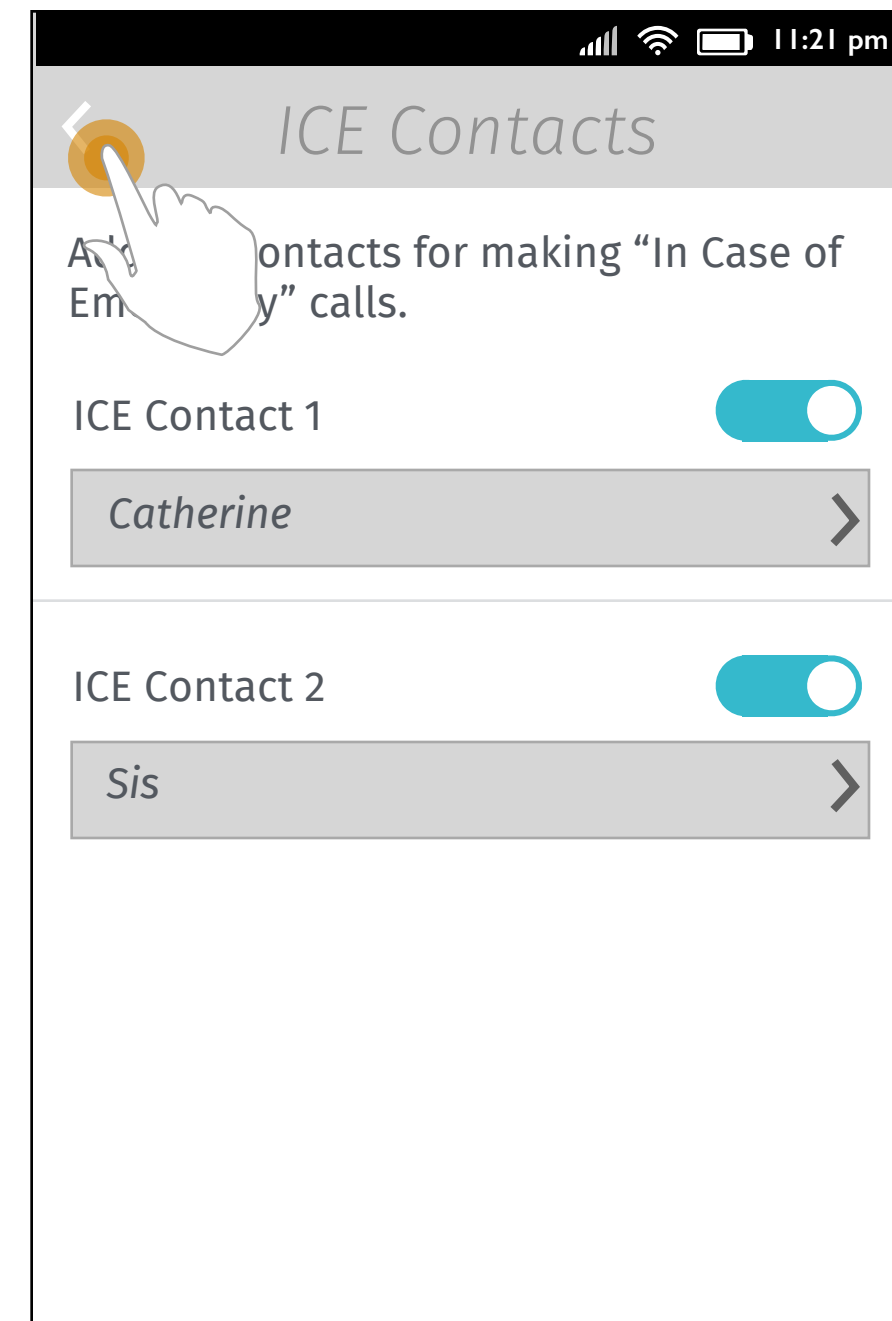 11:21 pm
ICE Contacts
ontacts for making “In Case of
y” calls.
ICE Contact 1
Catherine
ICE Contact 2
Sis